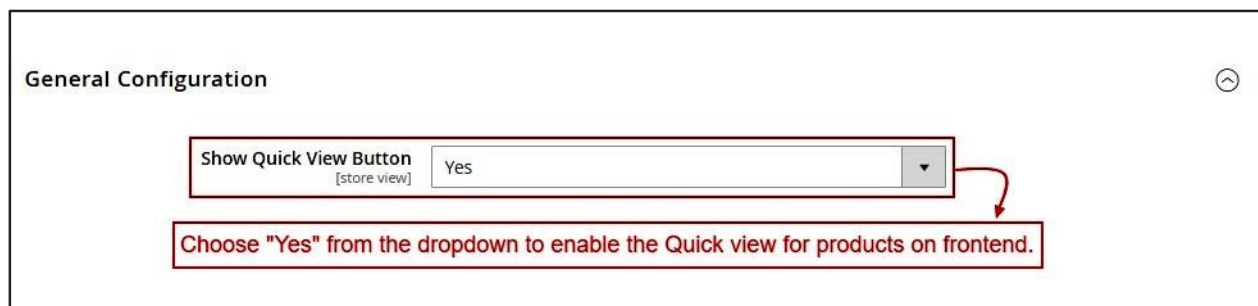 General Configuration
Show Quick View Button
[store view]
Yes
Choose "Yes" from the dropdown to enable the Quick view for products on frontend.